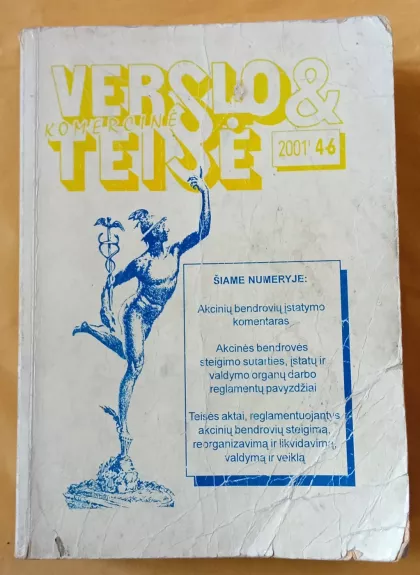 VERSLO &
KOMERCINĖ
TEISĖ
2001' 4-6
ŠIAME NUMERYJE:
Akcinių bendrovių įstatymo
komentaras
Akcinės bendrovės
steigimo sutarties, įstatų ir
valdymo organų darbo
reglamentų pavyzdžiai
Teisės aktai, reglamentuojantys
akcinių bendrovių steigimą,
reorganizavimą ir likvidavimą,
valdymą ir veiklą